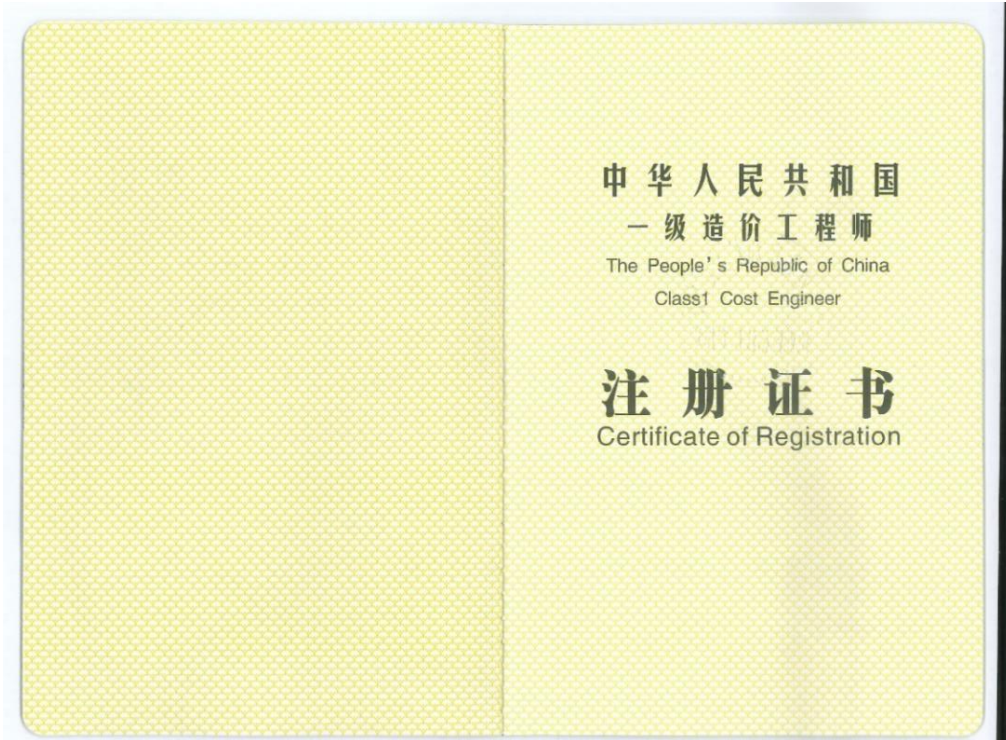 中华人民共和国
一级造价工程师
The People's Republic of China
Class1 Cost Engineer
注册证书
Certificate of Registration